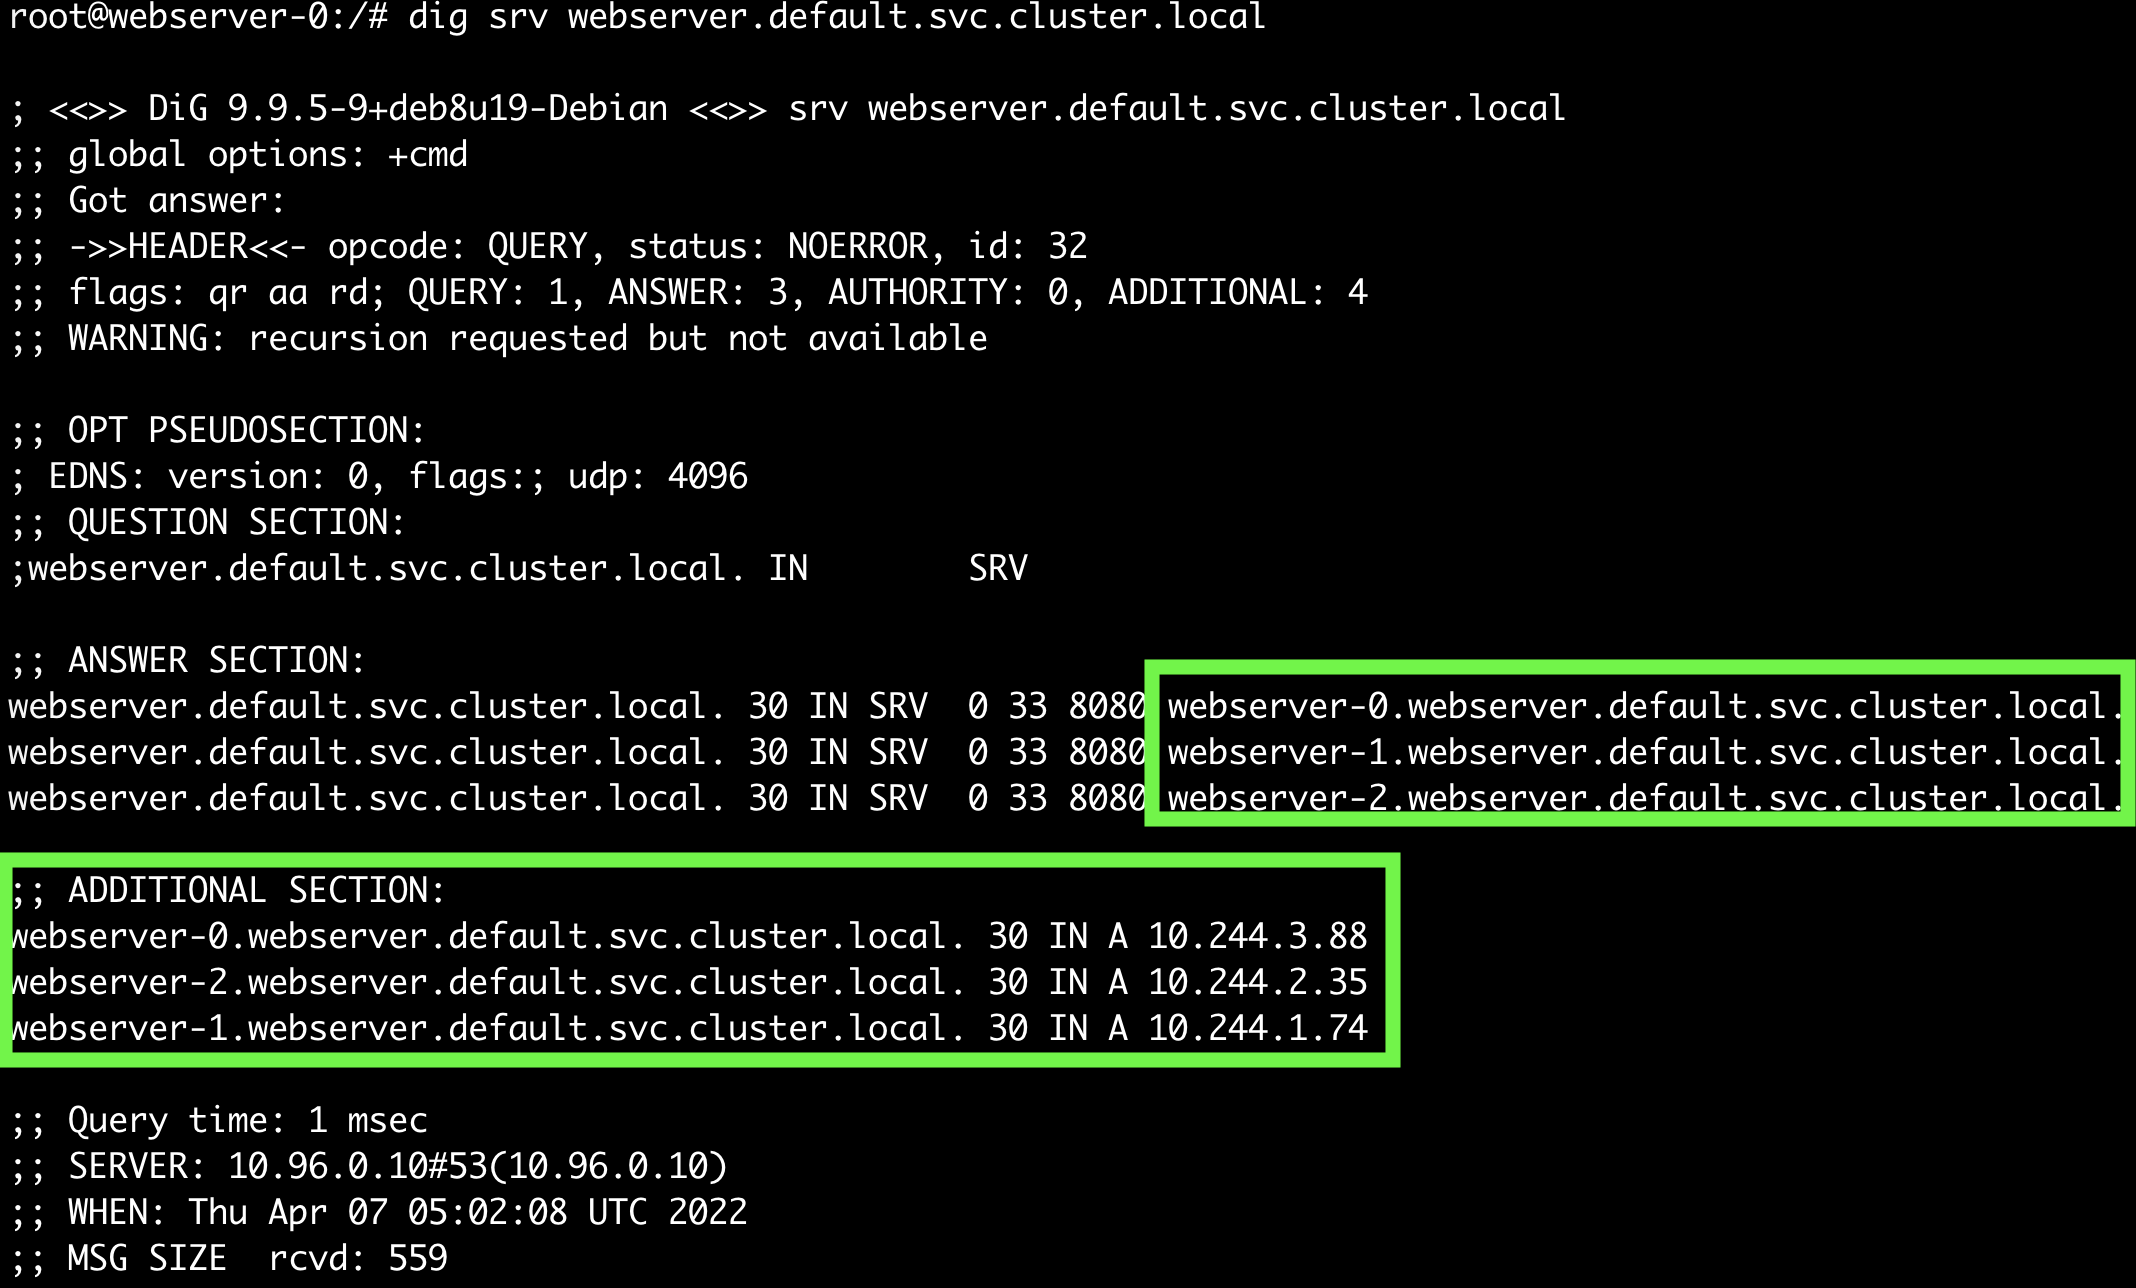 root@webserver-0:/# dig srv webserver.default.svc.cluster.local
; <<>> DiG 9.9.5-9+deb8u19-Debian <<>> srv webserver.default.svc.cluster.local
;; global options: +cmd
;; Got answer:
;; ->>HEADER<<- opcode: QUERY, status: NOERROR, id: 32
;; flags: qr aa rd; QUERY: 1, ANSWER: 3, AUTHORITY: 0, ADDITIONAL: 4
;; WARNING: recursion requested but not available
;; OPT PSEUDOSECTION:
; EDNS: version: 0, flags:; udp: 4096
;; QUESTION SECTION:
;webserver.default.svc.cluster.local. IN SRV
;; ANSWER SECTION:
webserver.default.svc.cluster.local. 30 IN SRV 0 33 8080 webserver-0.webserver.default.svc.cluster.local.
webserver.default.svc.cluster.local. 30 IN SRV 0 33 8080 webserver-1.webserver.default.svc.cluster.local.
webserver.default.svc.cluster.local. 30 IN SRV 0 33 8080 webserver-2.webserver.default.svc.cluster.local.
;; ADDITIONAL SECTION:
webserver-0.webserver.default.svc.cluster.local. 30 IN A 10.244.3.88
webserver-2.webserver.default.svc.cluster.local. 30 IN A 10.244.2.35
webserver-1.webserver.default.svc.cluster.local. 30 IN A 10.244.1.74
;; Query time: 1 msec
;; SERVER: 10.96.0.10#53(10.96.0.10)
;; WHEN: Thu Apr 07 05:02:08 UTC 2022
;; MSG SIZE rcvd: 559